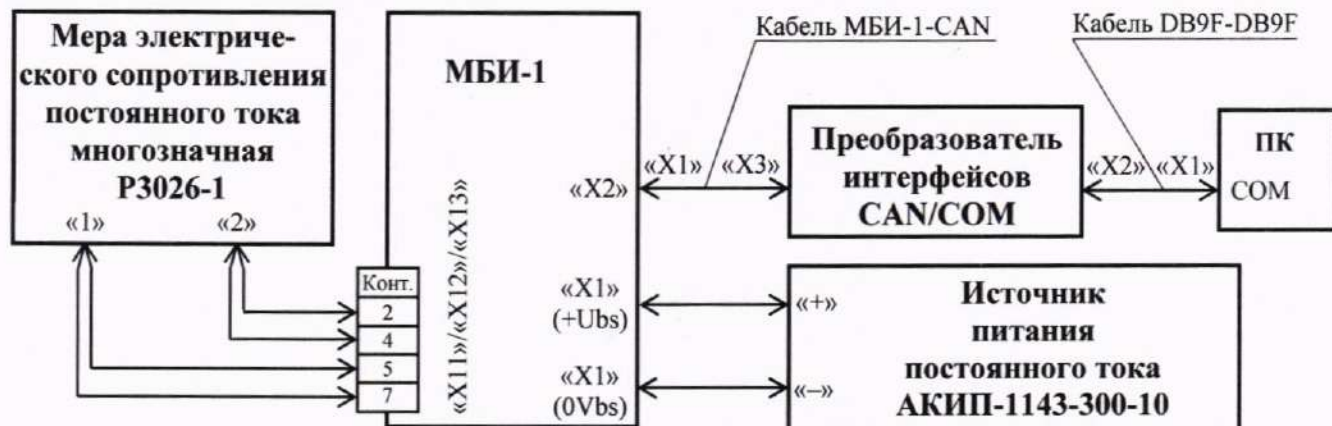 Мера электриче-
ского сопротивления
постоянного тока
многозначная
Р3026-1
«1»
«2»
МБИ-1
«X2»
«X11»/«X12»/«X13»
Конт.
2
4
5
7
«X1»
(+Ubs)
«X1»
(0Vbs)
Кабель МБИ-1-CAN
«X1»
«X3»
Преобразователь
интерфейсов
CAN/COM
Кабель DB9F-DB9F
«X2»
«X1»
ПК
COM
«+»
«–»
Источник
питания
постоянного тока
АКИП-1143-300-10